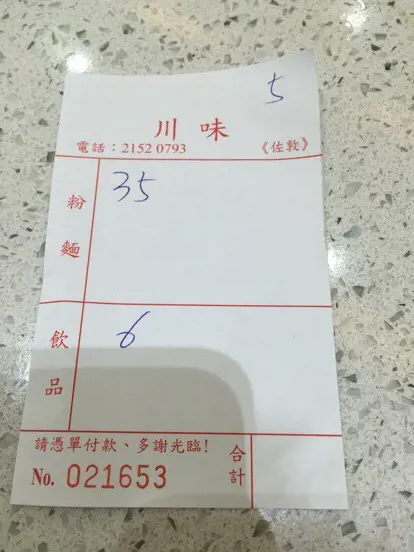 5
川味
電話：2152 0793 《佐敦》
粉麵 35
飲品 6
請憑單付款、多謝光臨!
No. 021653
合計